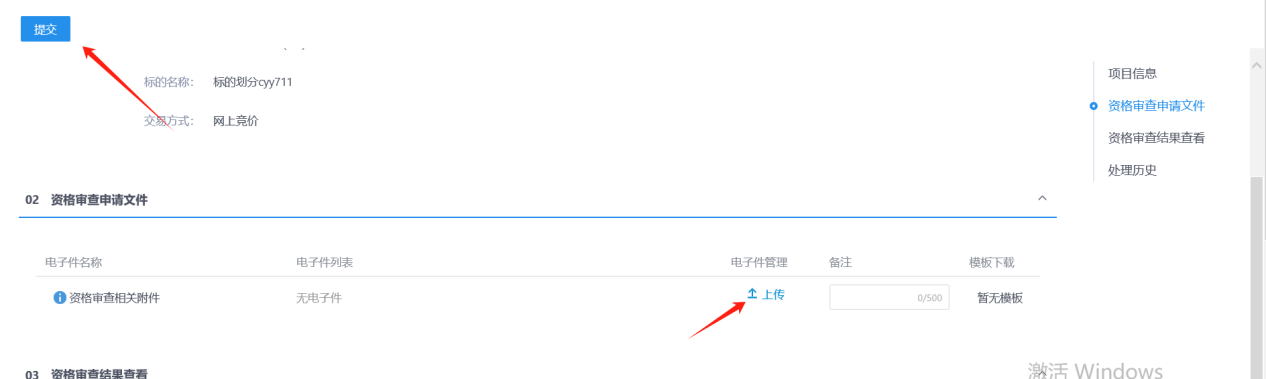 提交
标的名称： 标的划分cyy711
项目信息
资格审查申请文件
交易方式： 网上竞价
资格审查结果查看
处理历史
02 资格审查申请文件
电子件名称 电子件列表 电子件管理 备注 模板下载
资格审查相关附件 无电子件 上传 0/500 暂无模板
03 资格审查结果查看
激活 Windows